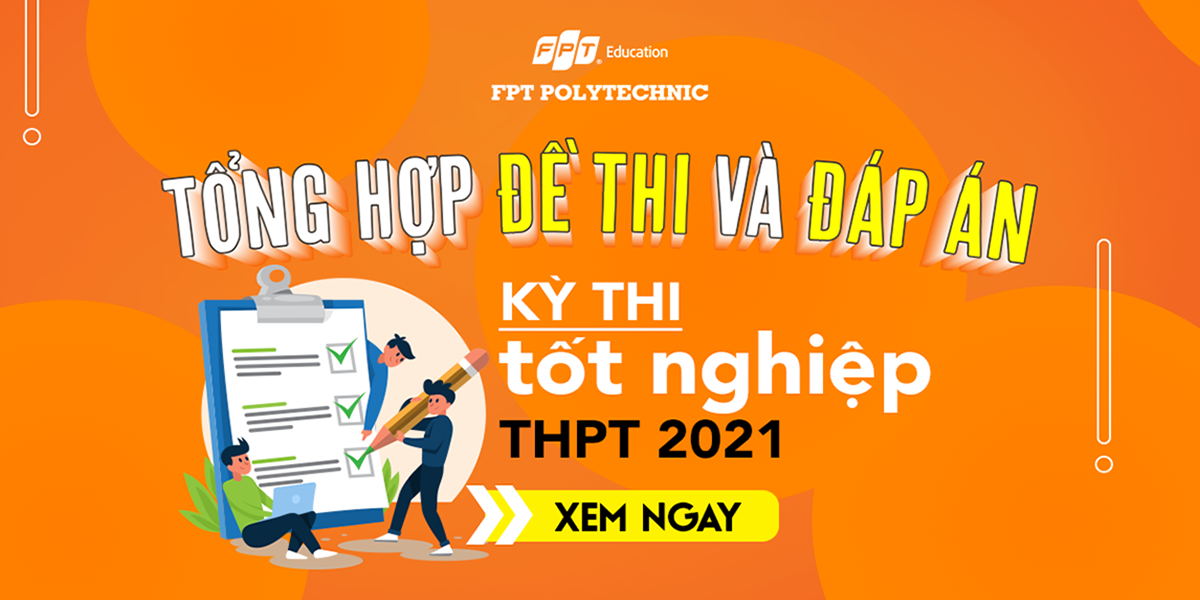 FPT Education
FPT POLYTECHNIC
TỔNG HỢP ĐỀ THI VÀ ĐÁP ÁN
KỲ THI
tốt nghiệp
THPT 2021
XEM NGAY